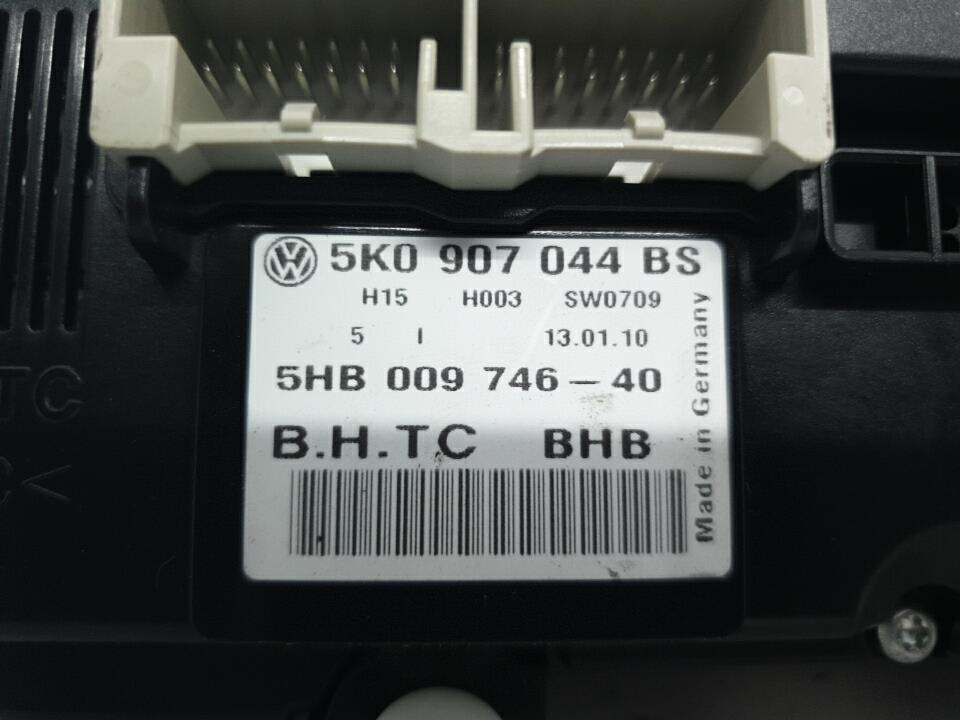 5K0 907 044 BS
H15 H003 SW0709
5 I 13.01.10
5HB 009 746-40
B.H.TC BHB
Made in Germany
TC